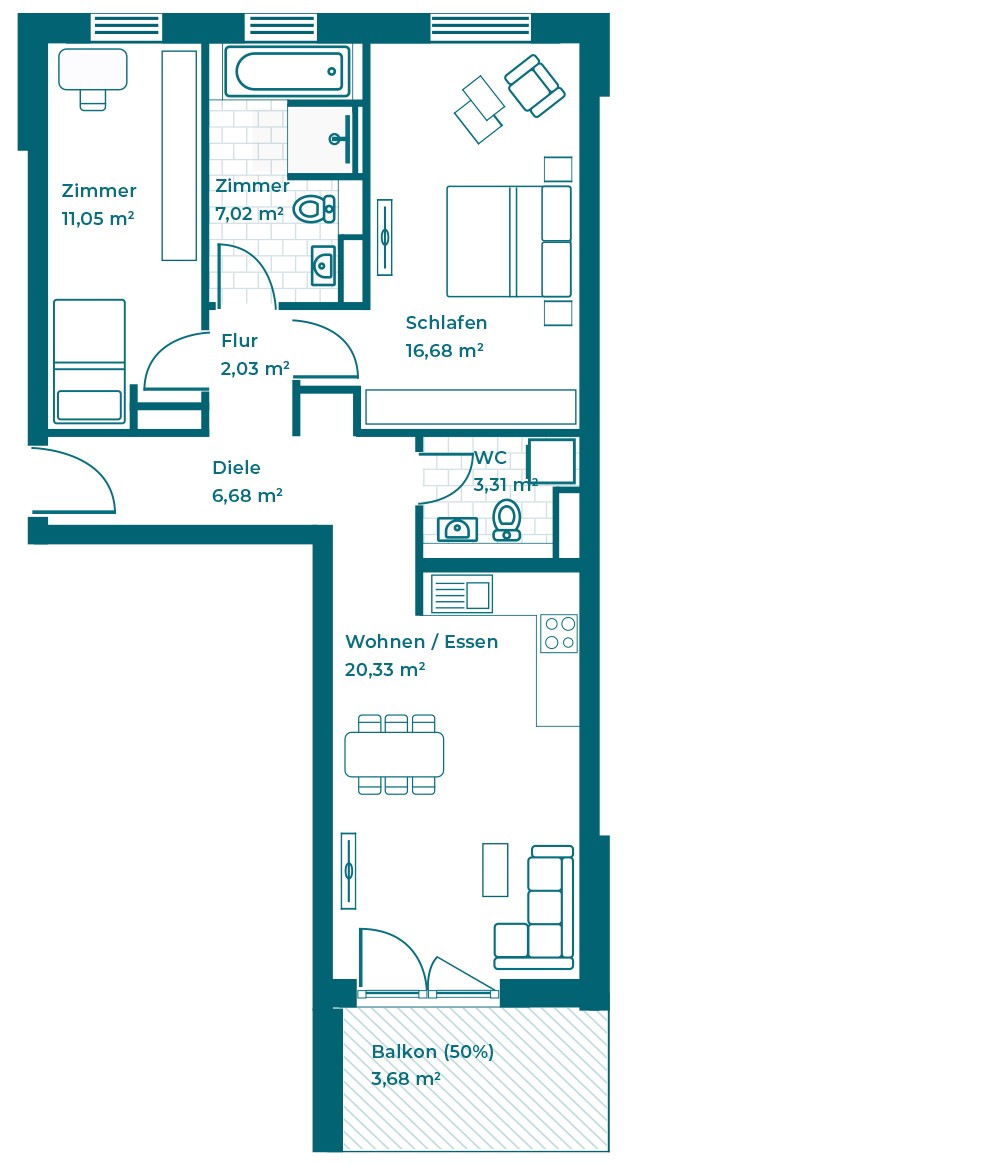 Zimmer
11,05 m²
Zimmer
7,02 m²
Schlafen
16,68 m²
Flur
2,03 m²
Diele
6,68 m²
WC
3,31 m²
Wohnen / Essen
20,33 m²
Balkon (50%)
3,68 m²